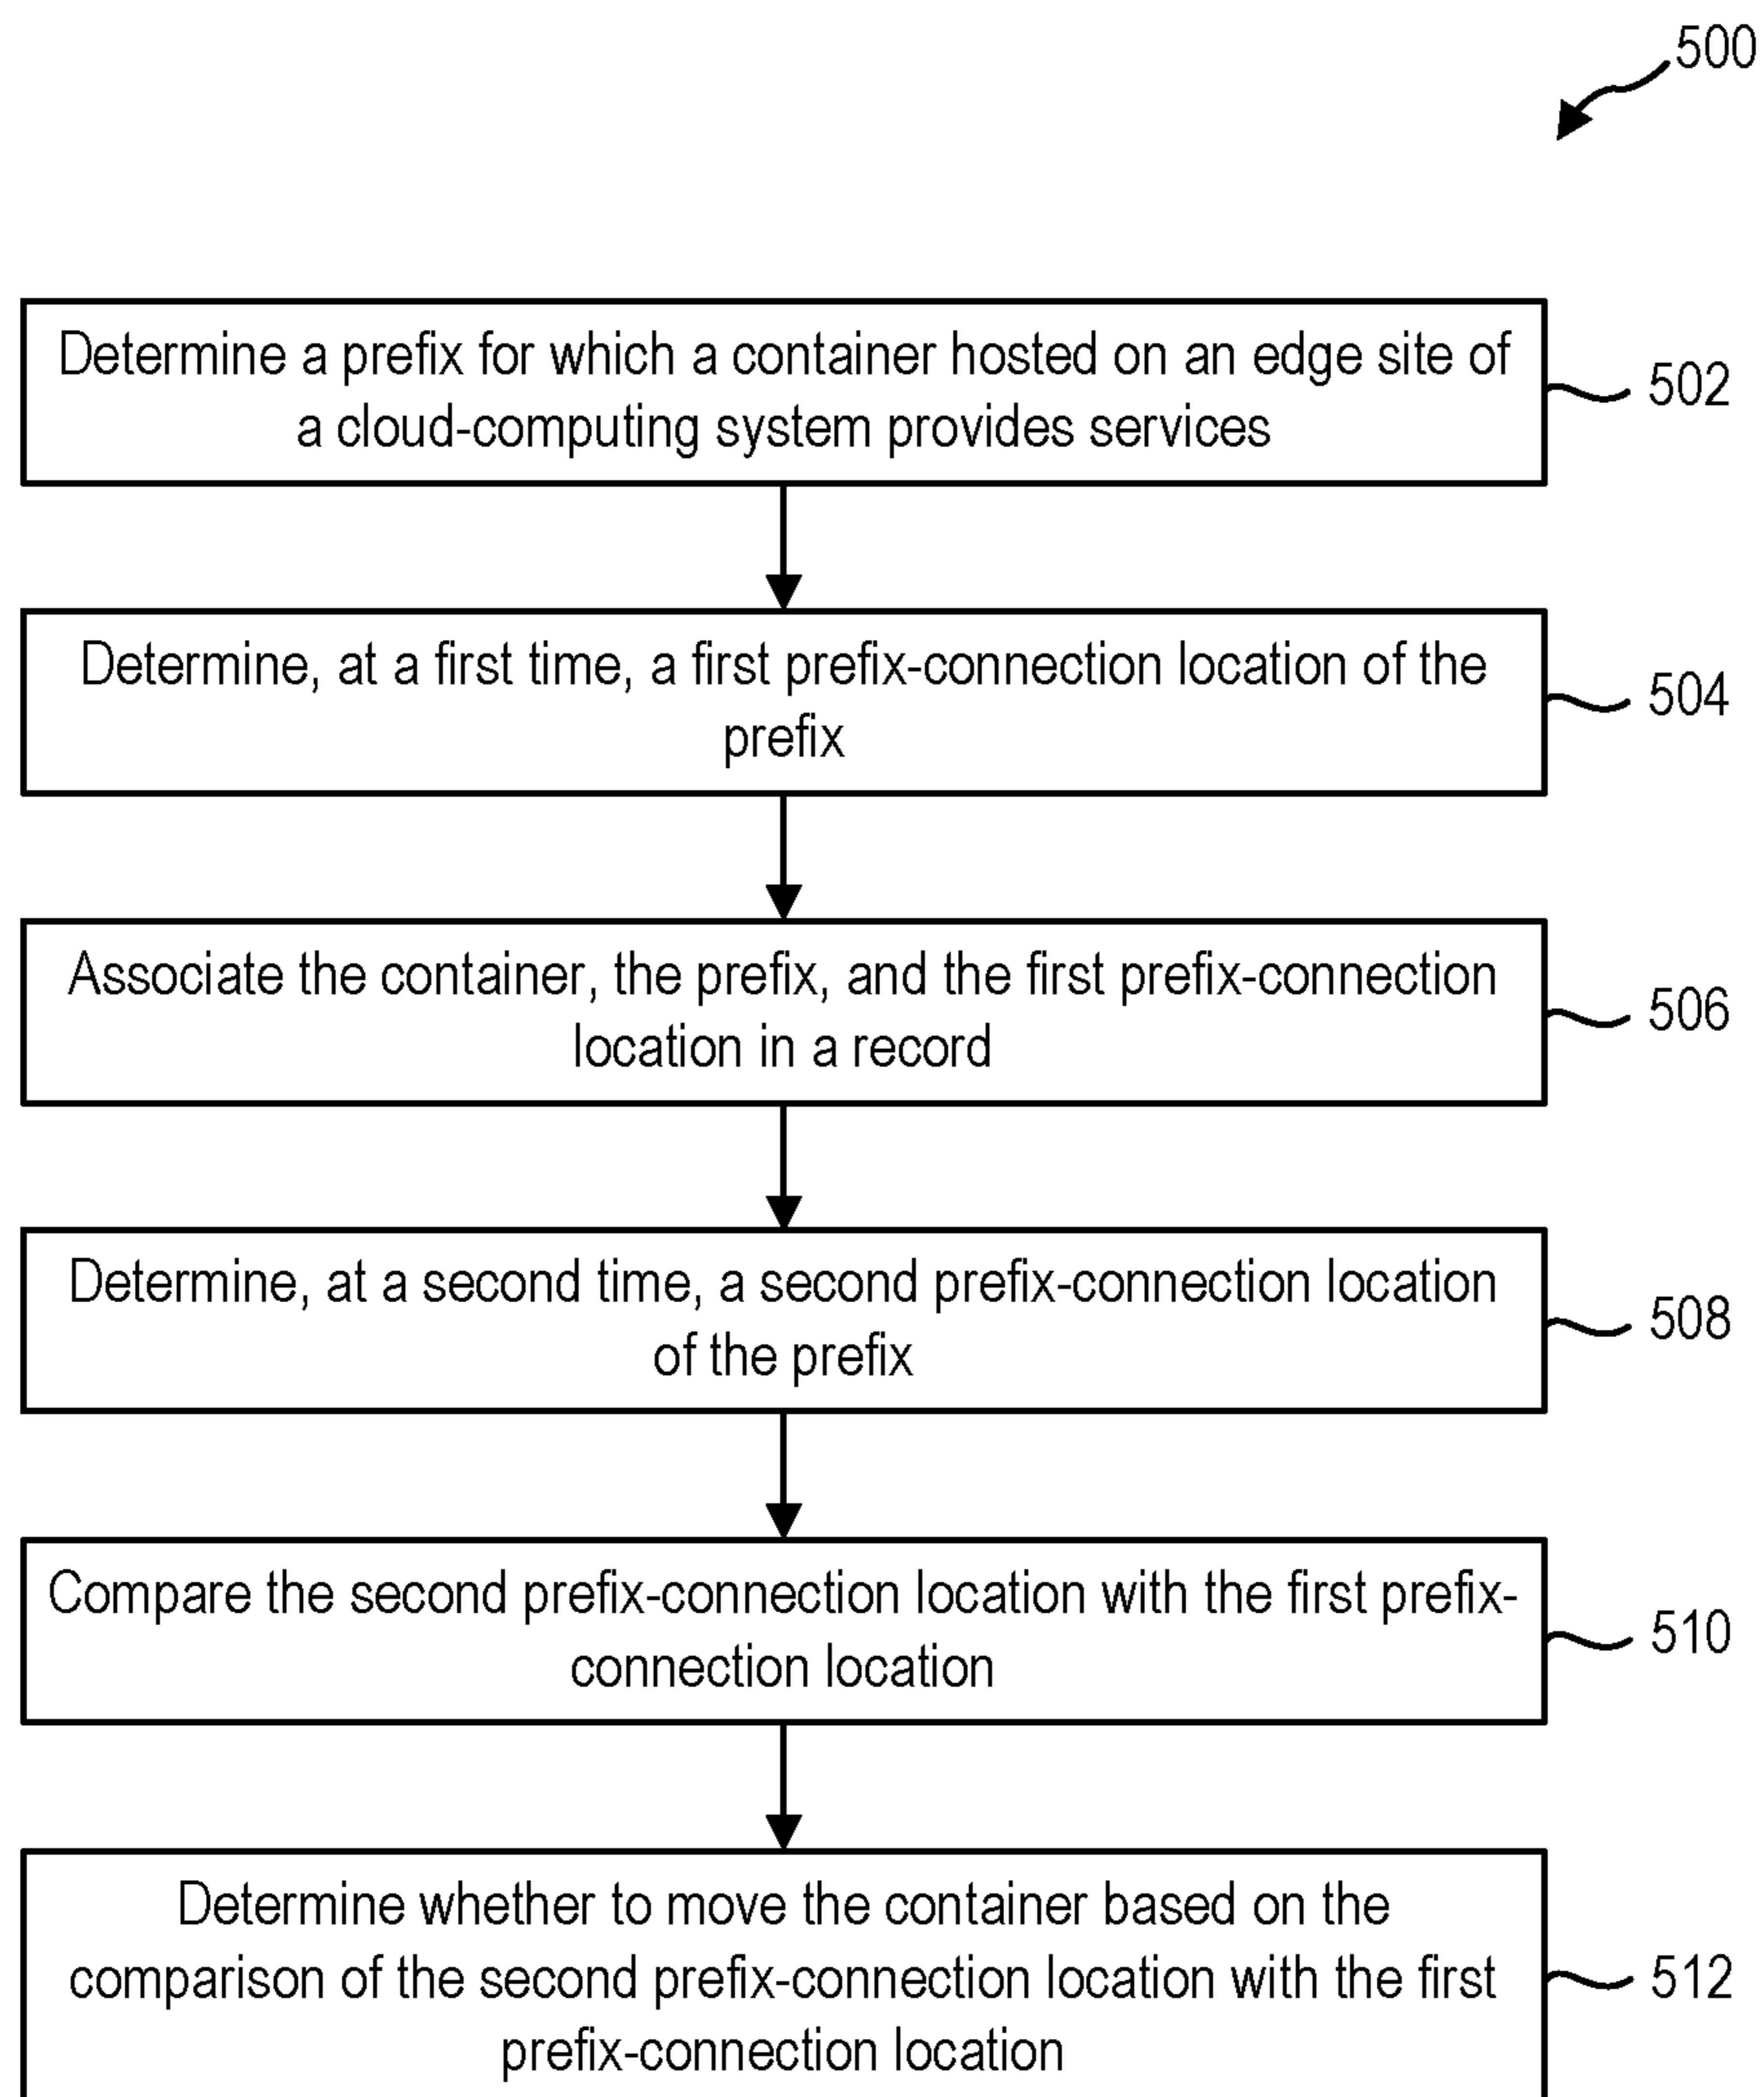 500
Determine a prefix for which a container hosted on an edge site of
a cloud-computing system provides services
502
Determine, at a first time, a first prefix-connection location of the
prefix
504
Associate the container, the prefix, and the first prefix-connection
location in a record
506
Determine, at a second time, a second prefix-connection location
of the prefix
508
Compare the second prefix-connection location with the first prefix-
connection location
510
Determine whether to move the container based on the
comparison of the second prefix-connection location with the first
prefix-connection location
512